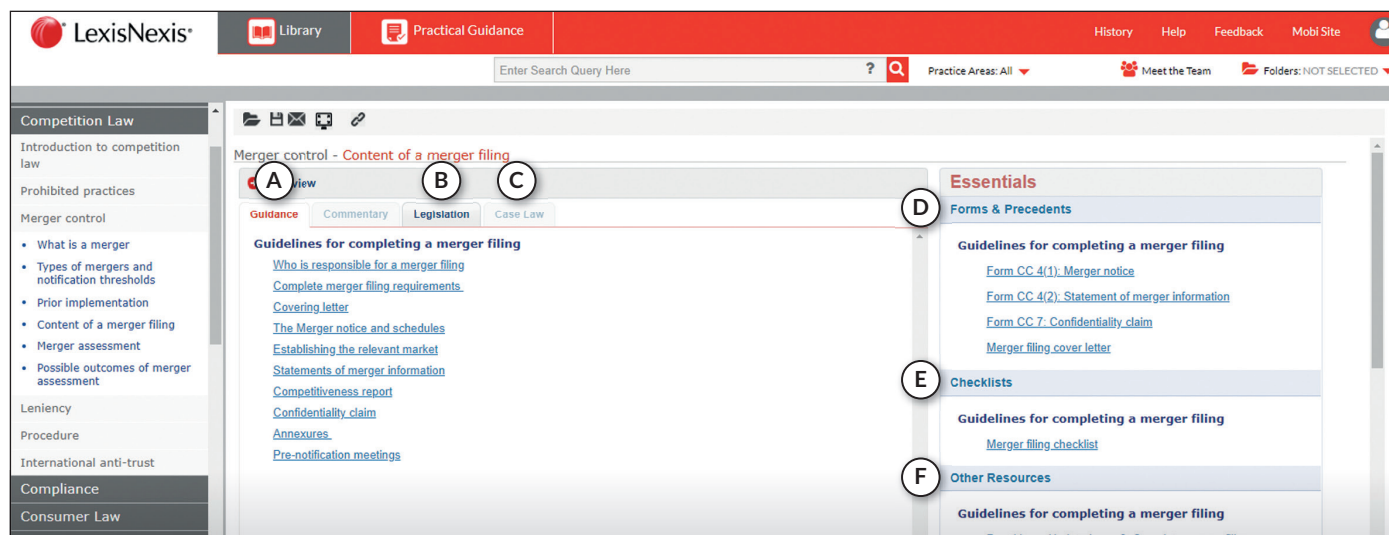 LexisNexis®
Library
Practical Guidance
History
Help
Feedback
Mobi Site
Enter Search Query Here
?
Practice Areas: All
Meet the Team
Folders: NOT SELECTED
Competition Law
Introduction to competition
law
Prohibited practices
Merger control
• What is a merger
• Types of mergers and
notification thresholds
• Prior implementation
• Content of a merger filing
• Merger assessment
• Possible outcomes of merger
assessment
Leniency
Procedure
International anti-trust
Compliance
Consumer Law
Merger control - Content of a merger filing
A
B
C
view
Guidance
Commentary
Legislation
Case Law
Guidelines for completing a merger filing
Who is responsible for a merger filing
Complete merger filing requirements
Covering letter
The Merger notice and schedules
Establishing the relevant market
Statements of merger information
Competitiveness report
Confidentiality claim
Annexures
Pre-notification meetings
Essentials
D
Forms & Precedents
Guidelines for completing a merger filing
Form CC 4(1): Merger notice
Form CC 4(2): Statement of merger information
Form CC 7: Confidentiality claim
Merger filing cover letter
E
Checklists
Guidelines for completing a merger filing
Merger filing checklist
F
Other Resources
Guidelines for completing a merger filing